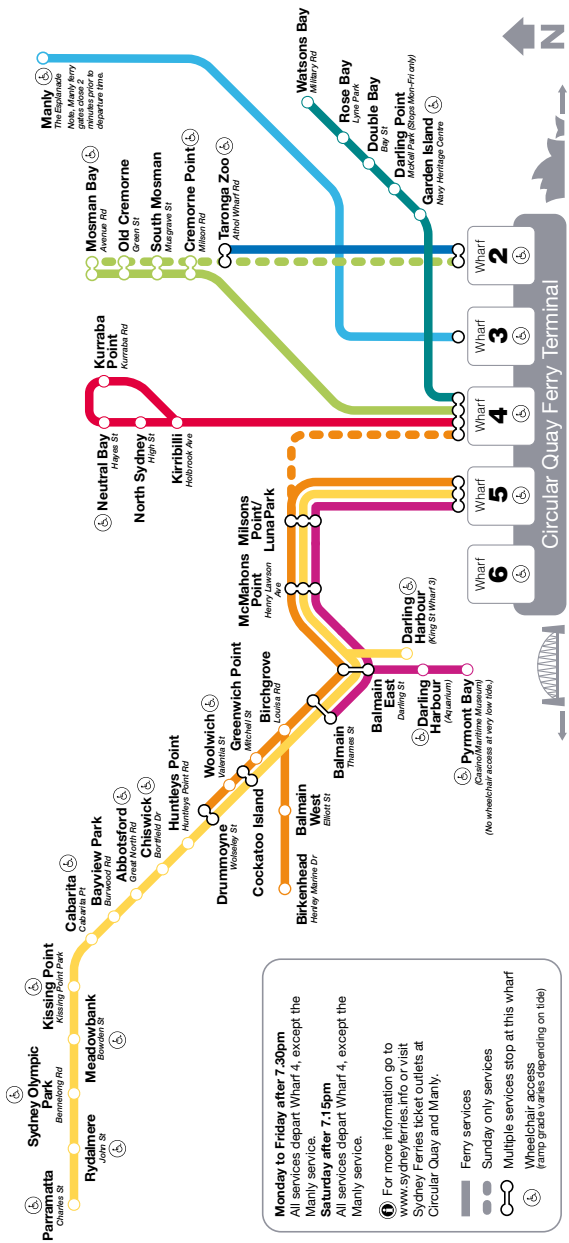 Manly
The Esplanade
Note, Manly ferry
gates close 2
minutes prior to
departure time.
Mosman Bay
Avenue Rd
Old Cremorne
Green St
South Mosman
Musgrave St
Cremorne Point
Milson Rd
Taronga Zoo
Athol Wharf Rd
Watsons Bay
Military Rd
Rose Bay
Lyne Park
Double Bay
Bay St
Darling Point
McKell Park (Stops Mon-Fri only)
Garden Island
Navy Heritage Centre
N
Kurraba
Point
Kurraba Rd
Neutral Bay
Hayes St
North Sydney
High St
Kirribilli
Holbrook Ave
Milsons
Point/
Luna Park
McMahons
Point
Henry Lawson
Ave
Wharf
2
Wharf
3
Wharf
4
Wharf
5
Wharf
6
Circular Quay Ferry Terminal
Darling
Harbour
(King St Wharf 3)
Balmain
East
Darling St
Darling
Harbour
(Aquarium)
Pyrmont Bay
(Casino/Maritime Museum)
(No wheelchair access at very low tide.)
Balmain
Thames St
Birchgrove
Louisa Rd
Greenwich Point
Mitchell St
Woolwich
Valentia St
Cockatoo Island
Drummoyne
Wolseley St
Balmain
West
Elliott St
Birkenhead
Henley Marine Dr
Huntleys Point
Huntleys Point Rd
Chiswick
Bortfield Dr
Abbotsford
Great North Rd
Bayview Park
Burwood Rd
Cabarita
Cabarita Pt
Kissing Point
Kissing Point Park
Meadowbank
Bowden St
Sydney Olympic
Park
Bennelong Rd
Rydalmere
John St
Parramatta
Charles St
Monday to Friday after 7.30pm
All services depart Wharf 4, except the
Manly service.
Saturday after 7.15pm
All services depart Wharf 4, except the
Manly service.
For more information go to
www.sydneyferries.info or visit
Sydney Ferries ticket outlets at
Circular Quay and Manly.
Ferry services
Sunday only services
Multiple services stop at this wharf
Wheelchair access
(ramp grade varies depending on tide)